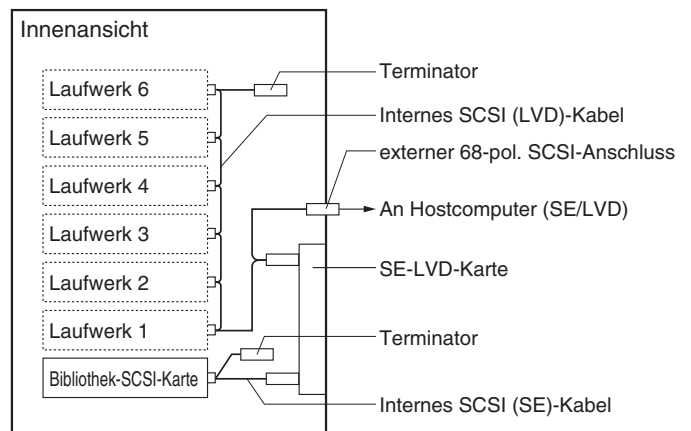 Innenansicht
Laufwerk 6
Laufwerk 5
Laufwerk 4
Laufwerk 3
Laufwerk 2
Laufwerk 1
Bibliothek-SCSI-Karte
Terminator
Internes SCSI (LVD)-Kabel
externer 68-pol. SCSI-Anschluss
An Hostcomputer (SE/LVD)
SE-LVD-Karte
Terminator
Internes SCSI (SE)-Kabel